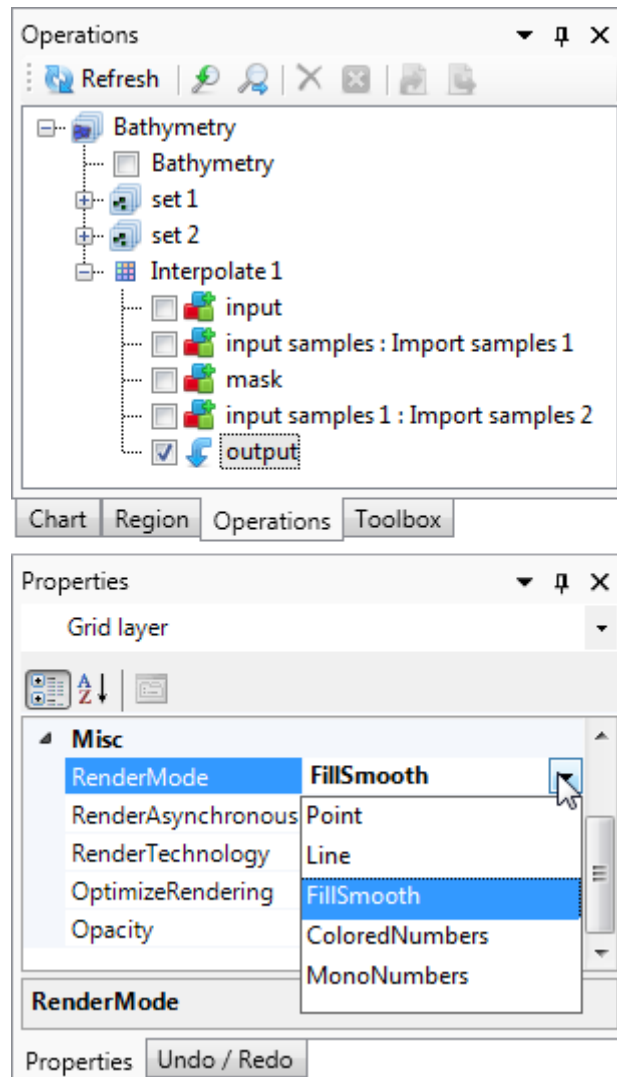 Operations
Refresh
Bathymetry
Bathymetry
set 1
set 2
Interpolate 1
input
input samples : Import samples 1
mask
input samples 1 : Import samples 2
output
Chart Region Operations Toolbox
Properties
Grid layer
A Z
Misc
RenderMode FillSmooth
RenderAsynchronous Point
RenderTechnology Line
OptimizeRendering FillSmooth
Opacity ColoredNumbers
MonoNumbers
RenderMode
Properties Undo / Redo